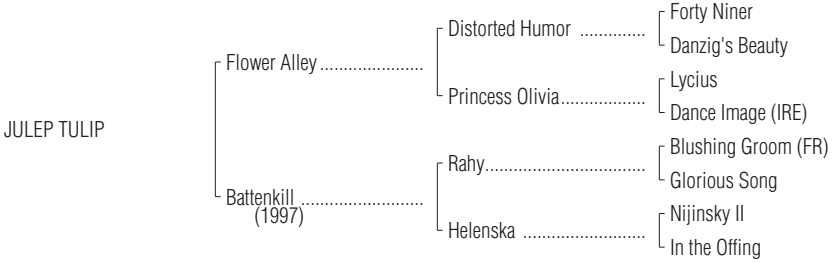 Forty Niner
Distorted Humor ..............
Danzig's Beauty
Flower Alley ......................
Lycius
Princess Olivia..................
Dance Image (IRE)
JULEP TULIP
Blushing Groom (FR)
Rahy..................................
Glorious Song
Battenkill ..........................
(1997)
Nijinsky II
Helenska ..........................
In the Offing